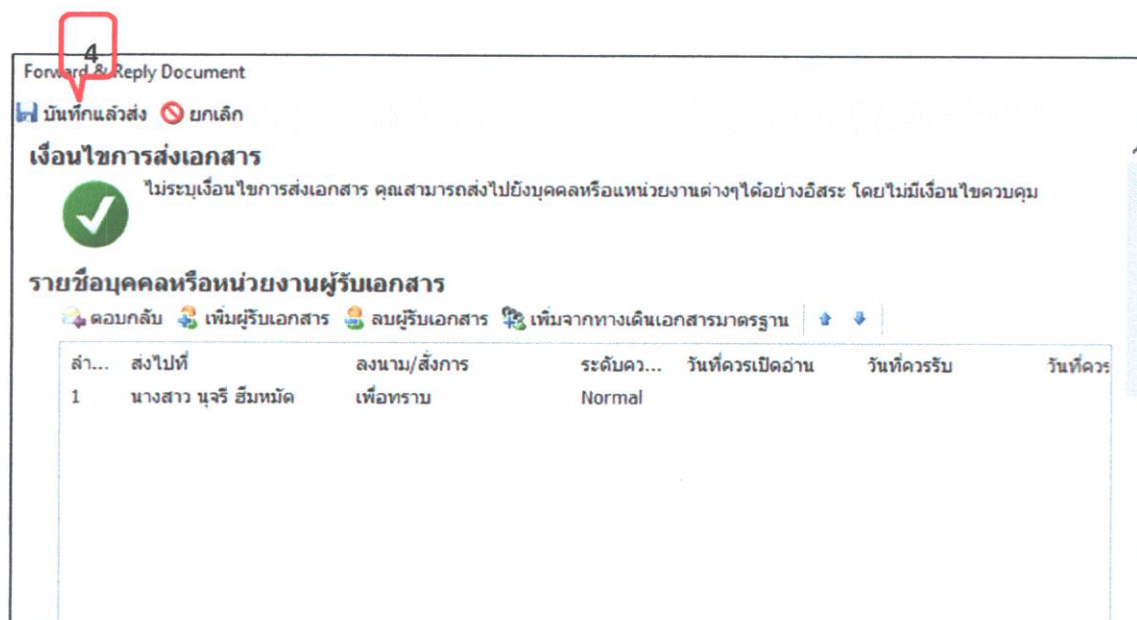 4
Forward & Reply Document
บันทึกแล้วส่ง ยกเลิก
เงื่อนไขการส่งเอกสาร
ไม่ระบุเงื่อนไขการส่งเอกสาร คุณสามารถส่งไปยังบุคคลหรือแหน่วยงานต่างๆได้อย่างอิสระ โดยไม่มีเงื่อนไขควบคุม
รายชื่อบุคคลหรือหน่วยงานผู้รับเอกสาร
ตอบกลับ เพิ่มผู้รับเอกสาร ลบผู้รับเอกสาร เพิ่มจากทางเดินเอกสารมาตรฐาน
ลำ... ส่งไปที่ ลงนาม/สั่งการ ระดับคว... วันที่ควรเปิดอ่าน วันที่ควรรับ วันที่ควร
1 นางสาว นุจรี ฮีมหมัด เพื่อทราบ Normal